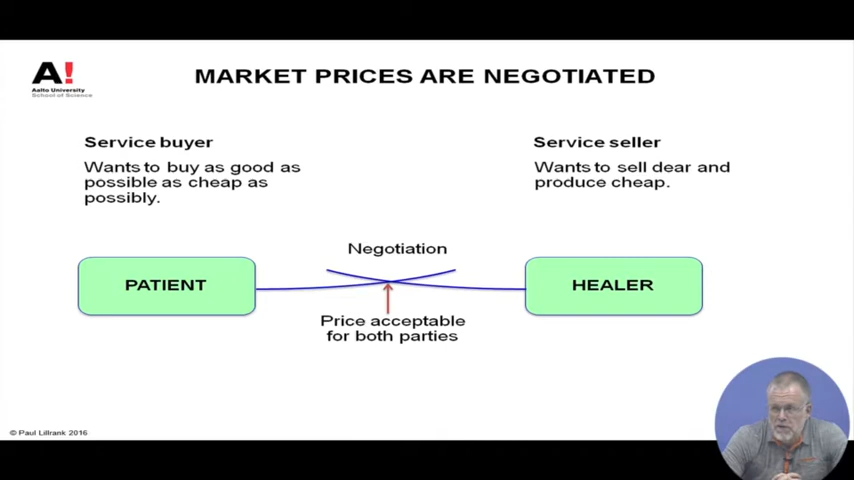 A!
Aalto University
School of Science
MARKET PRICES ARE NEGOTIATED
Service buyer
Wants to buy as good as
possible as cheap as
possibly.
Service seller
Wants to sell dear and
produce cheap.
Negotiation
PATIENT
HEALER
Price acceptable
for both parties
© Paul Lillrank 2016